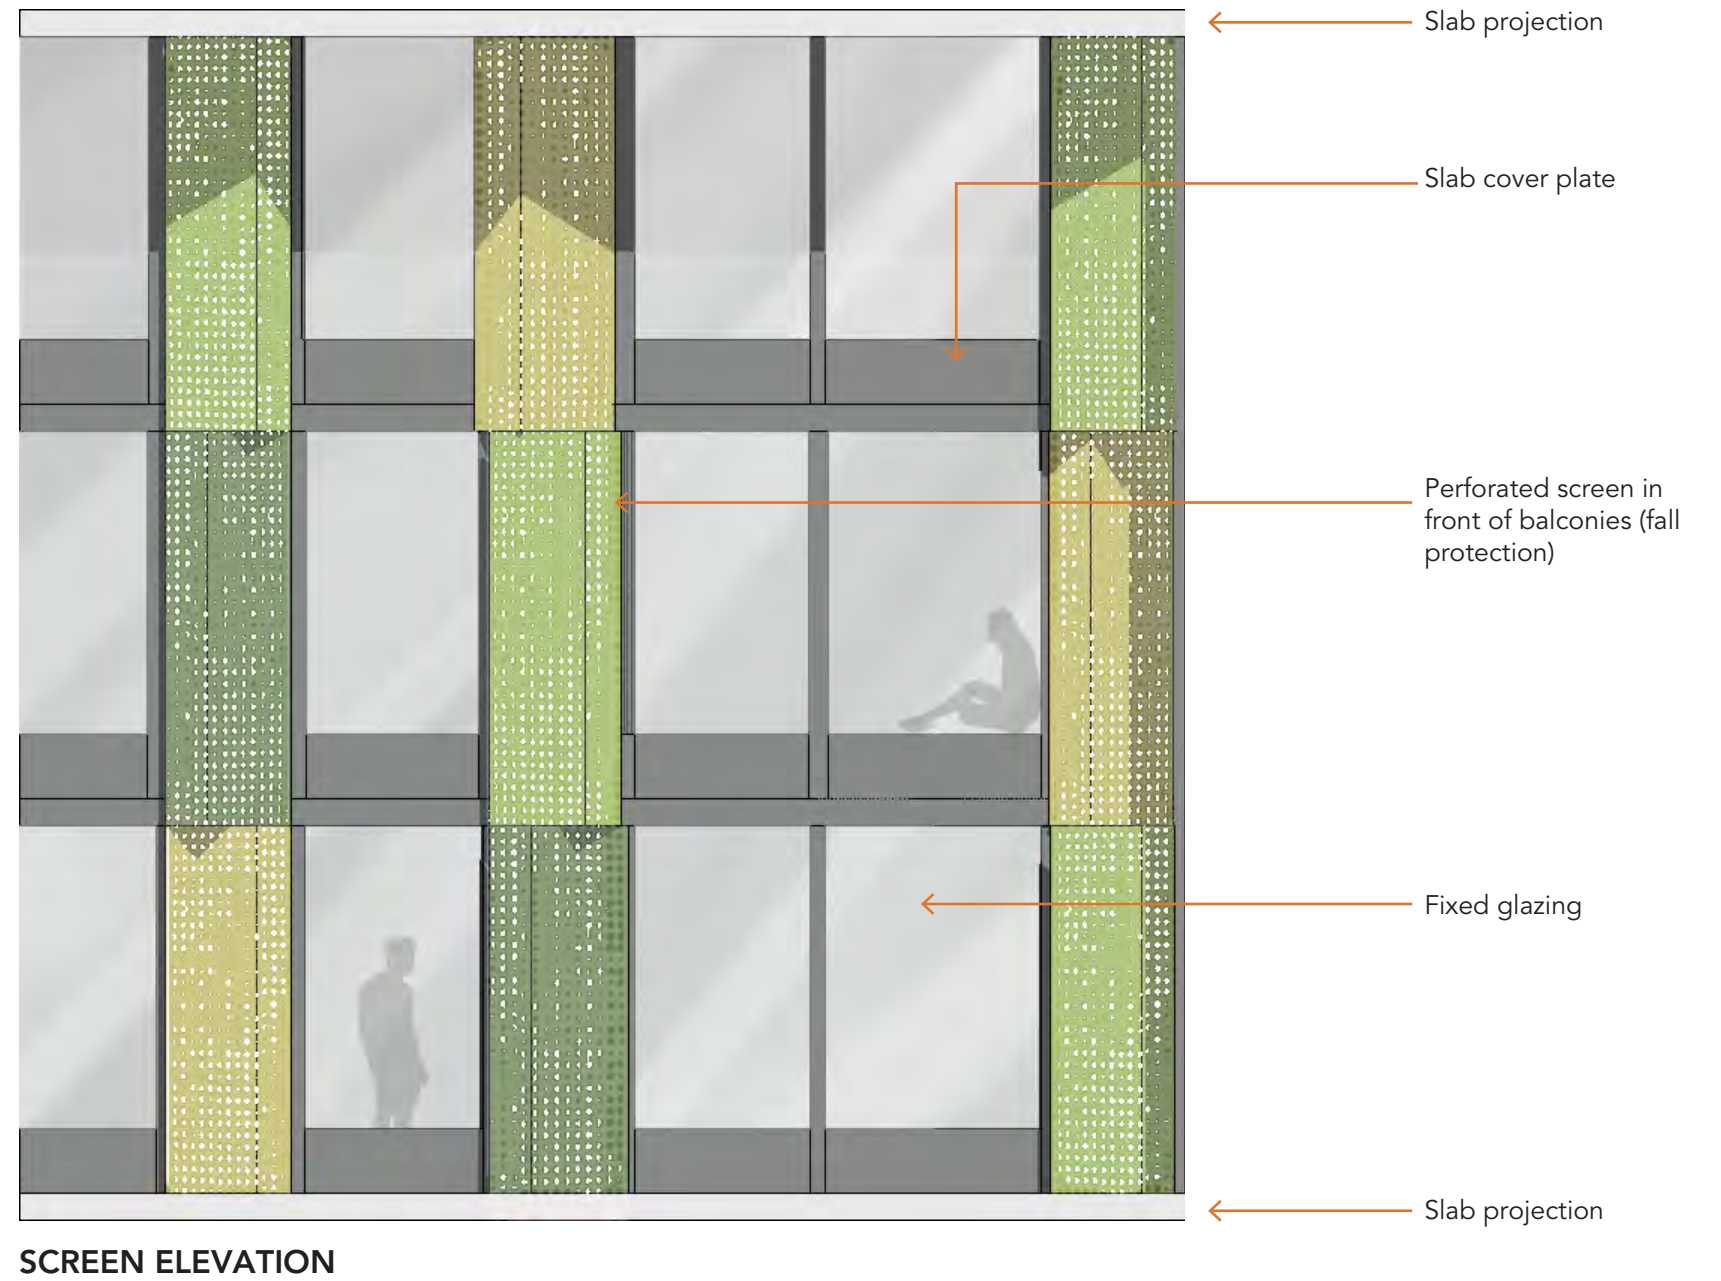 Slab projection
Slab cover plate
Perforated screen in
front of balconies (fall
protection)
Fixed glazing
Slab projection
SCREEN ELEVATION